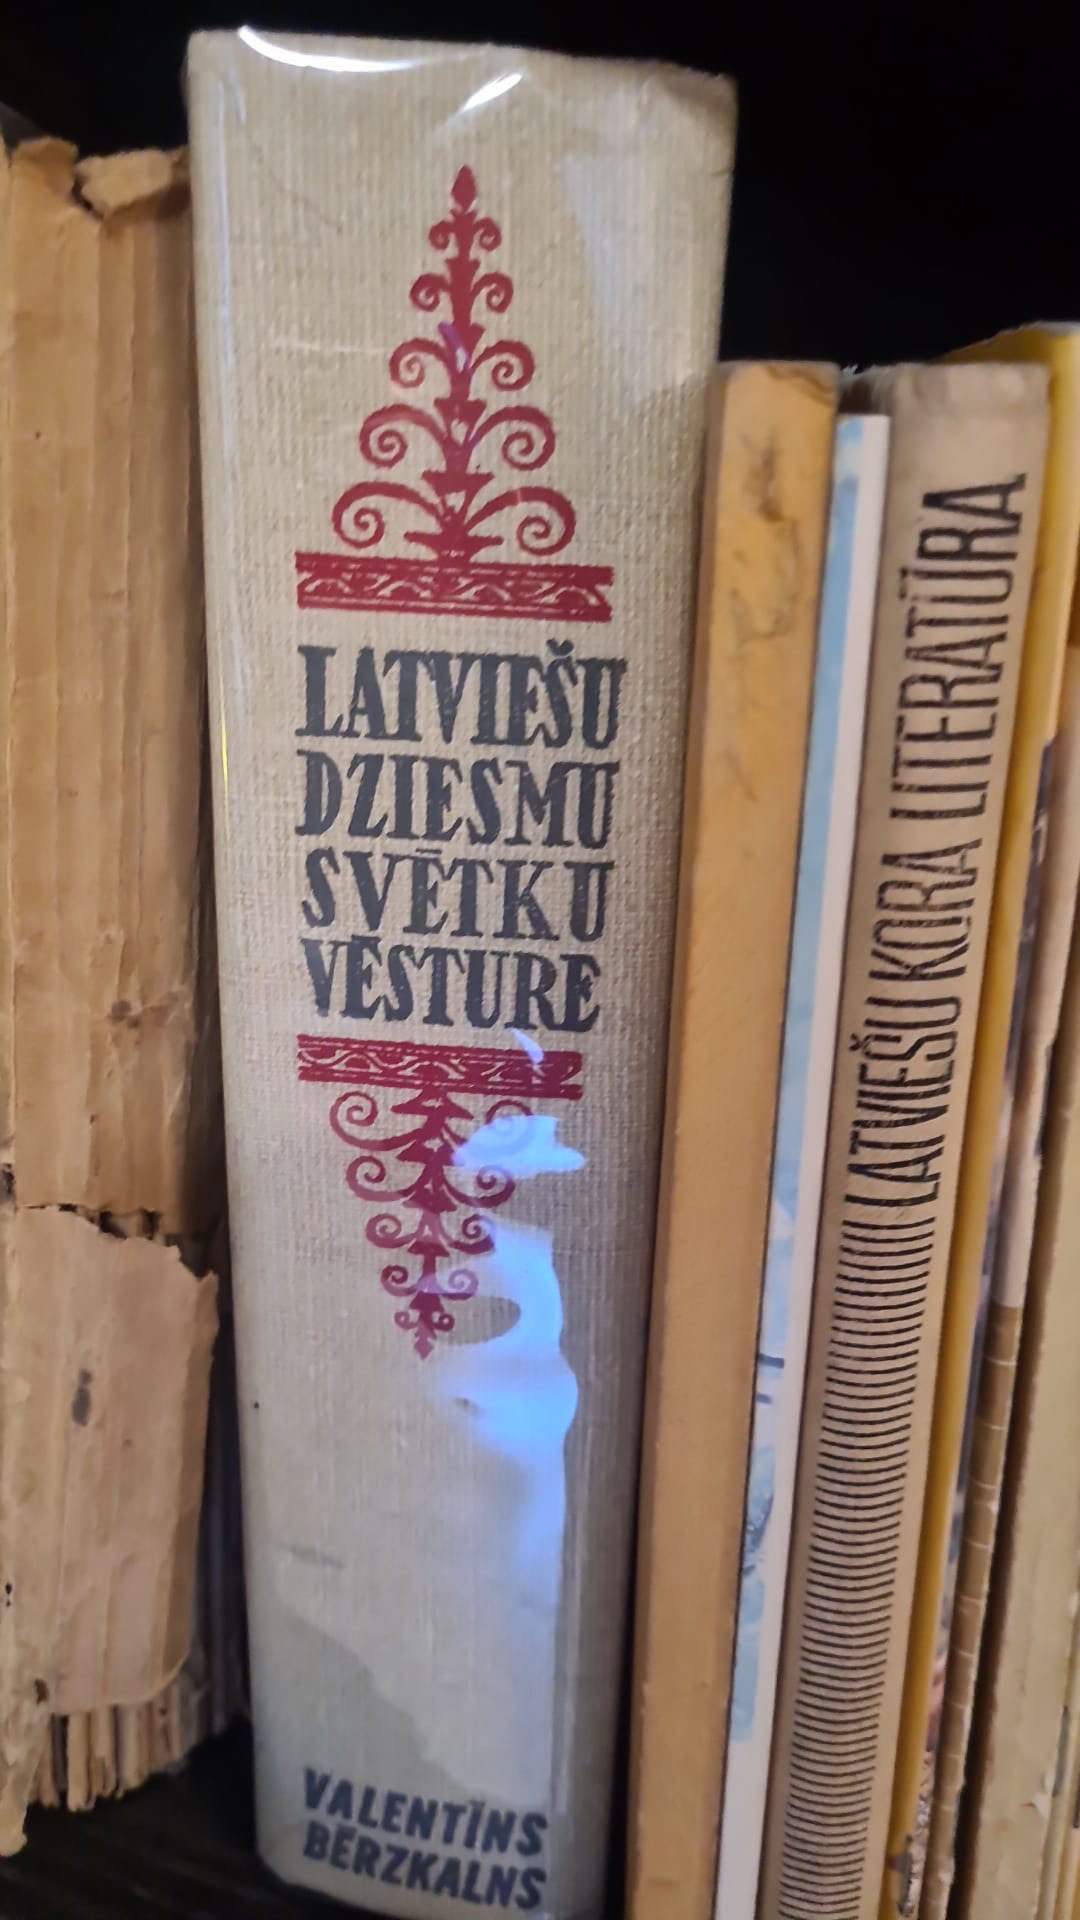 LATVIEŠU
DZIESMU
SVĒTKU
VĒSTURE
VALENTĪNS
BĒRZKALNS
LATVIEŠU KORA LITERATŪRA